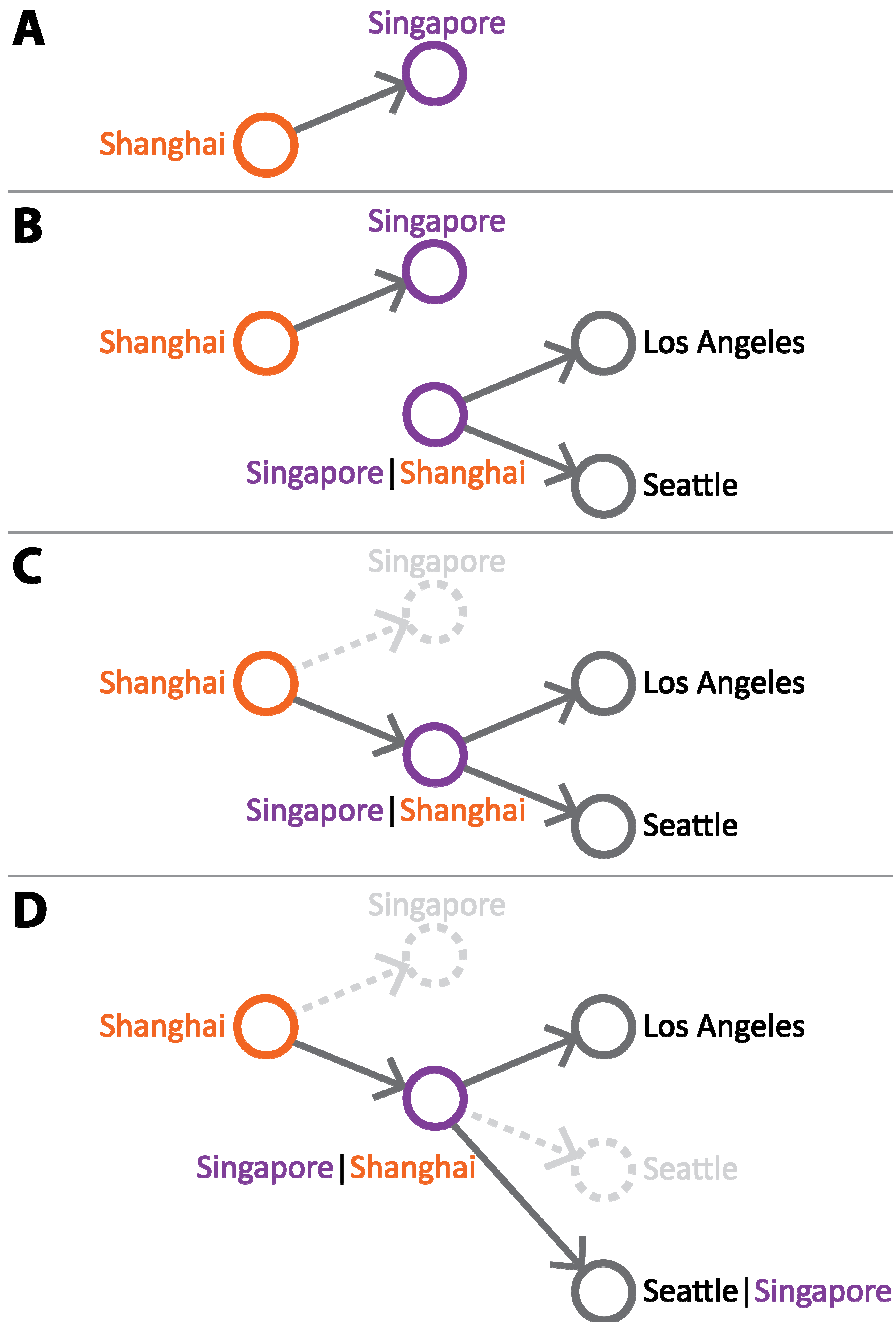 A
Singapore
Shanghai
B
Singapore
Shanghai
Los Angeles
Singapore|Shanghai
Seattle
C
Singapore
Shanghai
Los Angeles
Singapore|Shanghai
Seattle
D
Singapore
Shanghai
Los Angeles
Singapore|Shanghai
Seattle
Seattle|Singapore